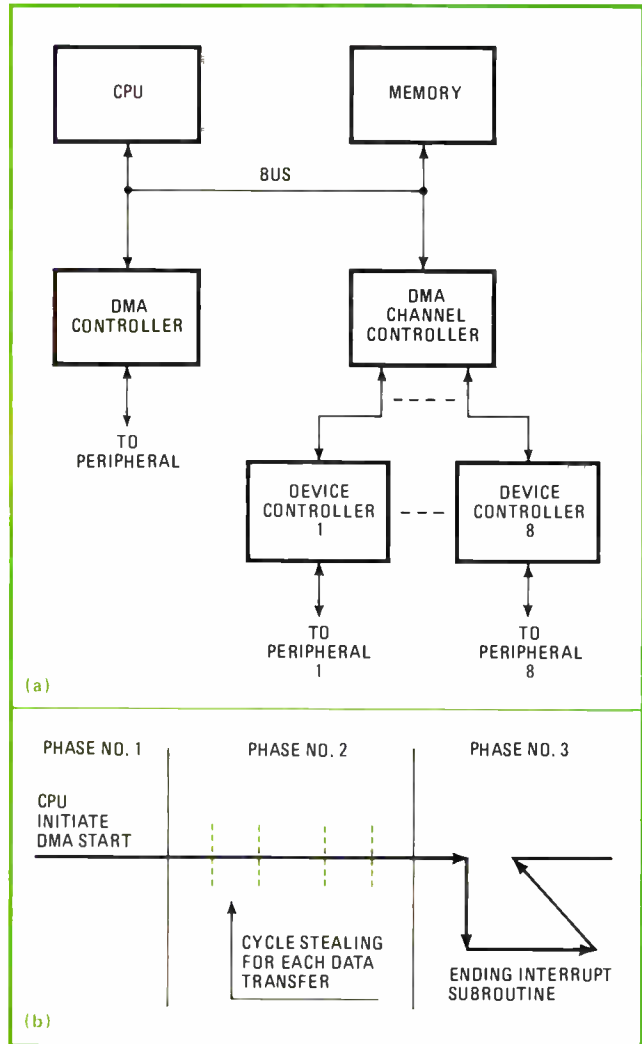 CPU
MEMORY
BUS
DMA
CONTROLLER
DMA
CHANNEL
CONTROLLER
TO
PERIPHERAL
DEVICE
CONTROLLER
1
DEVICE
CONTROLLER
8
TO
PERIPHERAL
1
TO
PERIPHERAL
8
(a)
PHASE NO. 1
PHASE NO. 2
PHASE NO. 3
CPU
INITIATE
DMA START
CYCLE STEALING
FOR EACH DATA
TRANSFER
ENDING INTERRUPT
SUBROUTINE
(b)